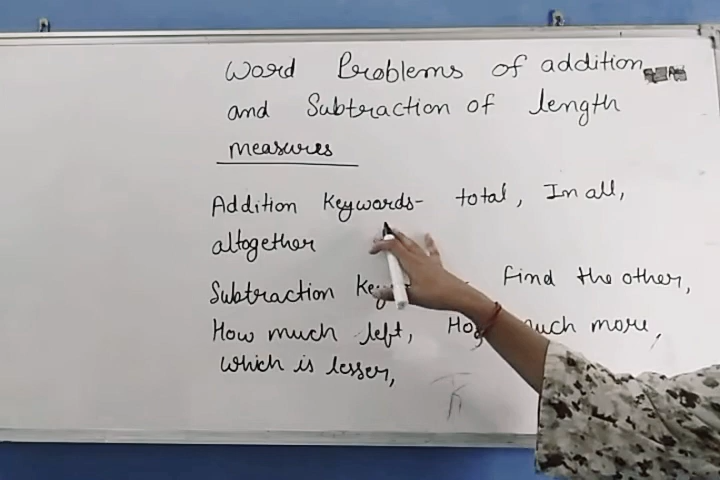 Word Problems of addition
and Subtraction of length
measures
Addition Keywords- total, In all,
altogether
Subtraction Find the other,
How much left, much more,
which is lesser,